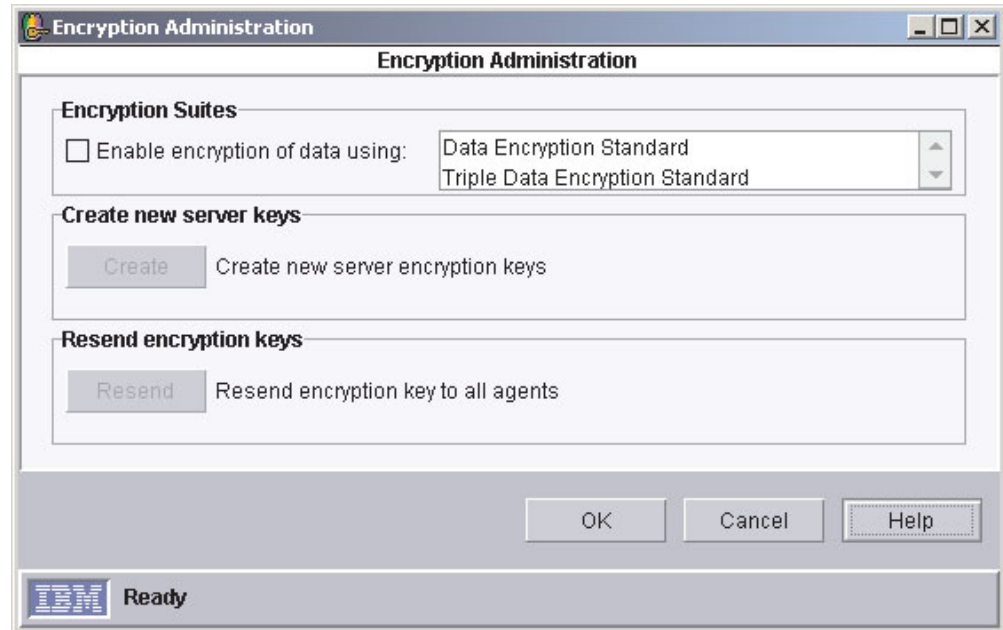 Encryption Administration
Encryption Administration
Encryption Suites
Enable encryption of data using:
Data Encryption Standard
Triple Data Encryption Standard
Create new server keys
Create Create new server encryption keys
Resend encryption keys
Resend Resend encryption key to all agents
OK Cancel Help
IBM Ready